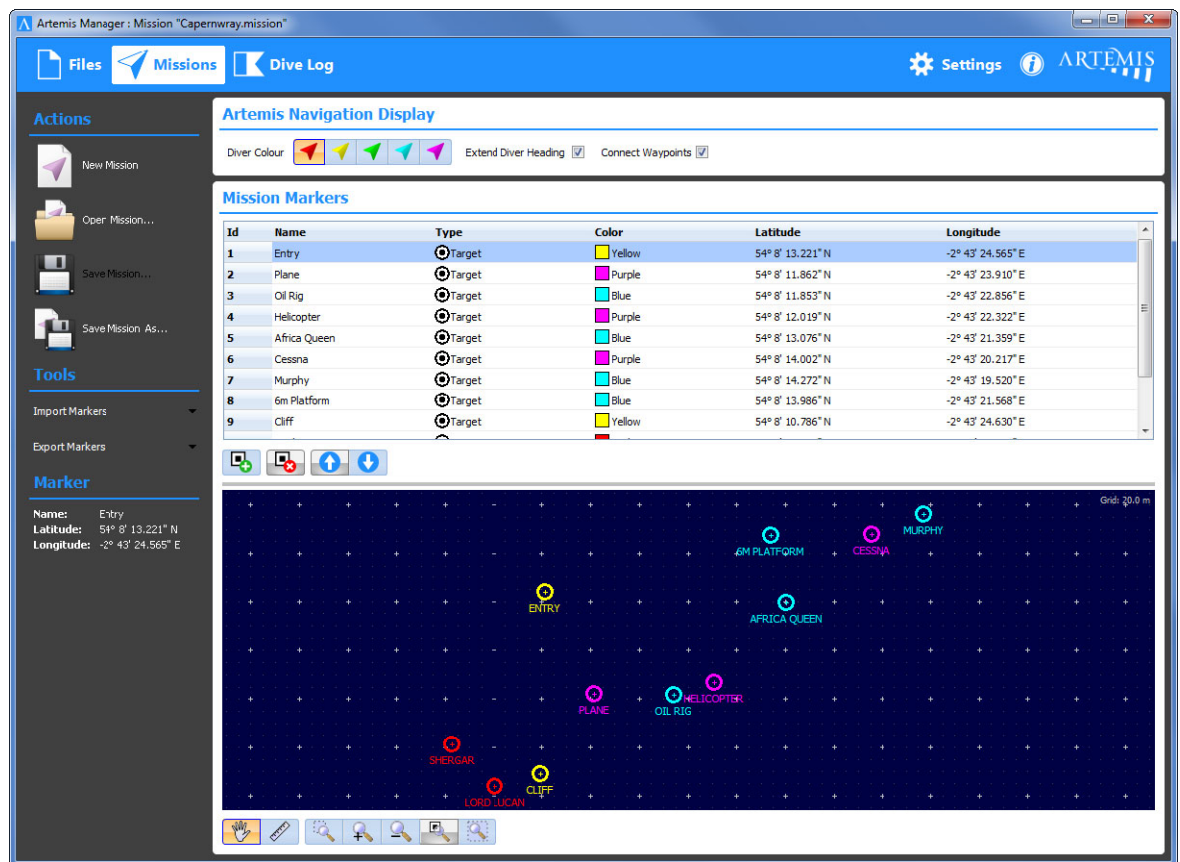 Artemis Manager : Mission "Capernwray.mission"
Files Missions Dive Log Settings ARTEMIS
Actions
New Mission
Open Mission...
Save Mission...
Save Mission As...
Tools
Import Markers
Export Markers
Marker
Name: Entry
Latitude: 54° 8' 13.221" N
Longitude: -2° 43' 24.565" E
Artemis Navigation Display
Diver Colour Extend Diver Heading Connect Waypoints
Mission Markers
Id Name Type Color Latitude Longitude
1 Entry Target Yellow 54° 8' 13.221" N -2° 43' 24.565" E
2 Plane Target Purple 54° 8' 11.862" N -2° 43' 23.910" E
3 Oil Rig Target Blue 54° 8' 11.853" N -2° 43' 22.856" E
4 Helicopter Target Purple 54° 8' 12.019" N -2° 43' 22.322" E
5 Africa Queen Target Blue 54° 8' 13.076" N -2° 43' 21.359" E
6 Cessna Target Purple 54° 8' 14.002" N -2° 43' 20.217" E
7 Murphy Target Blue 54° 8' 14.272" N -2° 43' 19.520" E
8 6m Platform Target Blue 54° 8' 13.986" N -2° 43' 21.568" E
9 Cliff Target Yellow 54° 8' 10.786" N -2° 43' 24.630" E
Grid: 20.0 m
MURPHY
6M PLATFORM CESSNA
ENTRY
AFRICA QUEEN
HELICOPTER
PLANE OIL RIG
SHERGAR
CLIFF
LORD LUCAN